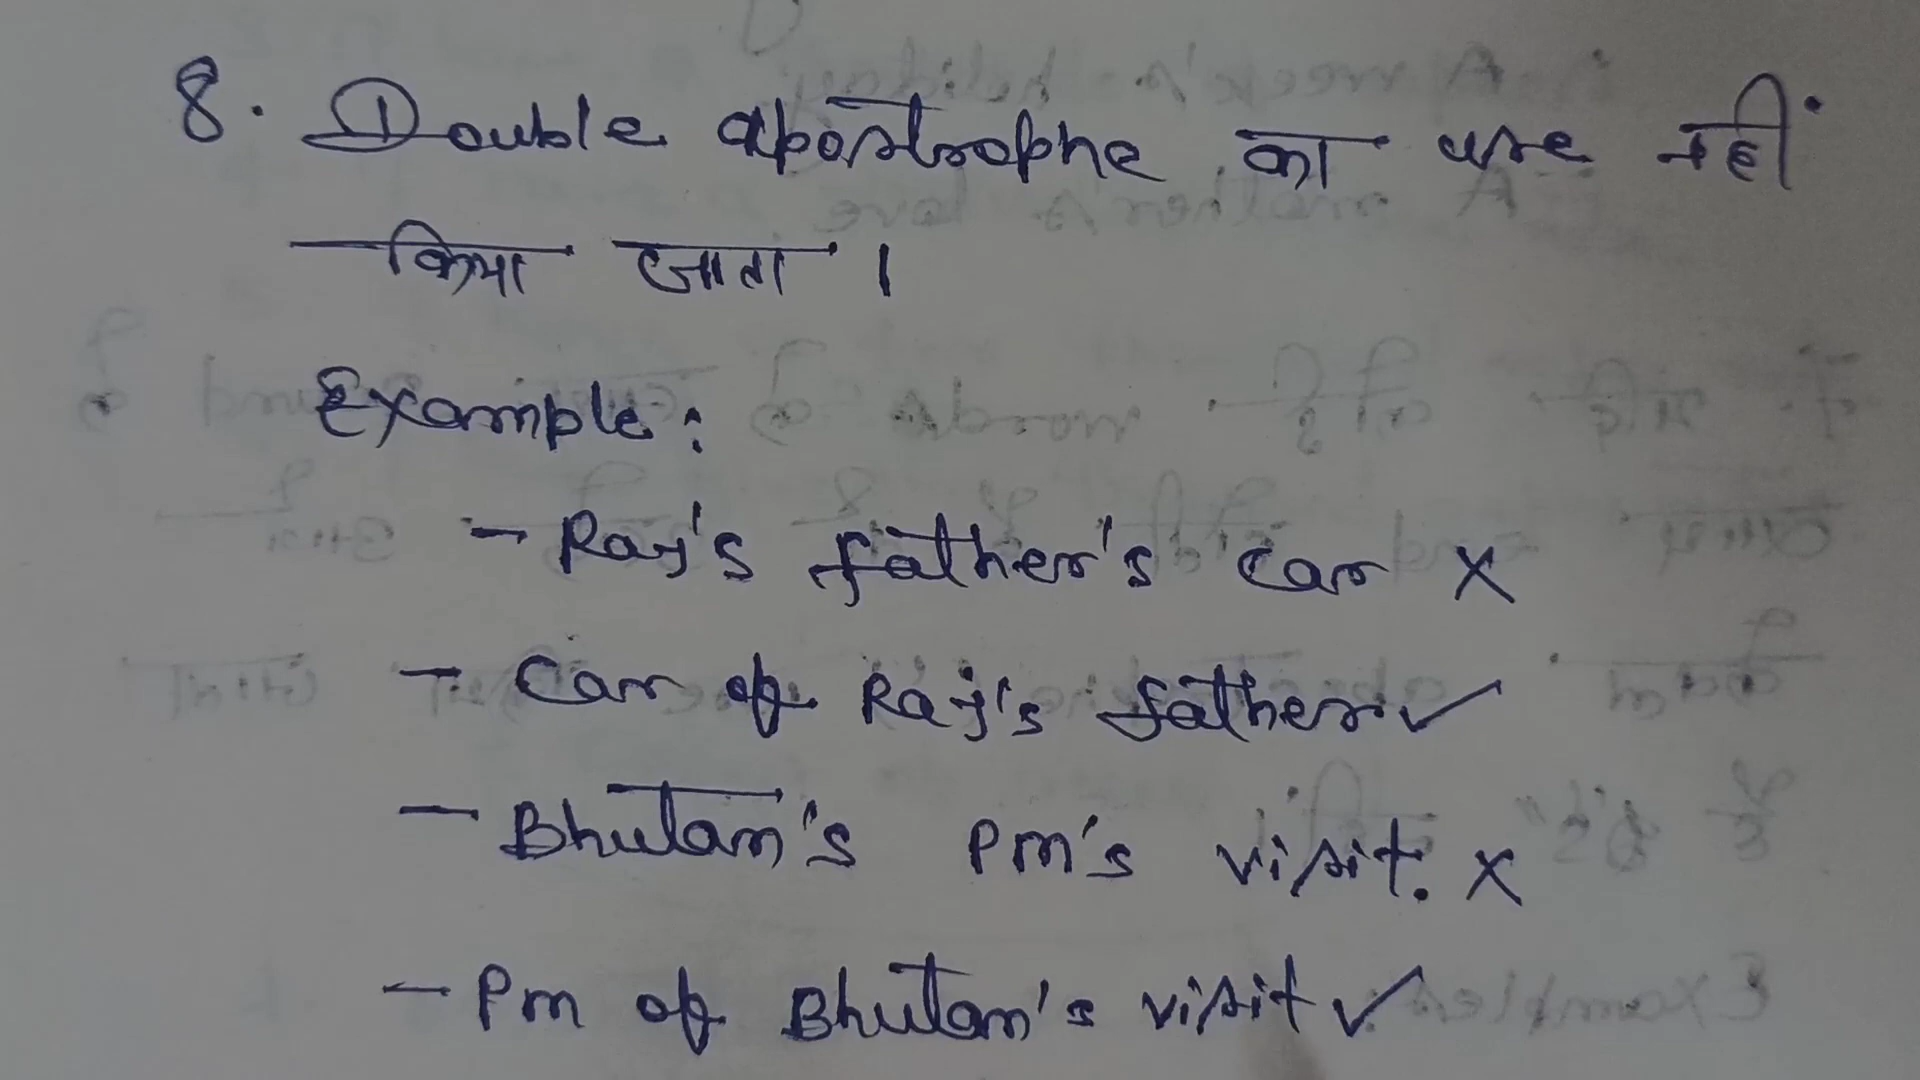 8. Double apostrophe का use नहीं
किया जाता ।
Example:
- Raj's father's car ×
- Car of Raj's father ✓
- Bhutan's PM's visit. ×
- Pm of Bhutan's visit ✓